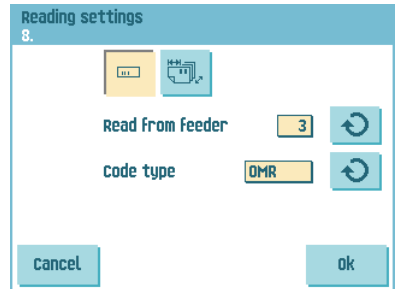 Reading settings
8.
Read from feeder 3
Code type OMR
Cancel Ok